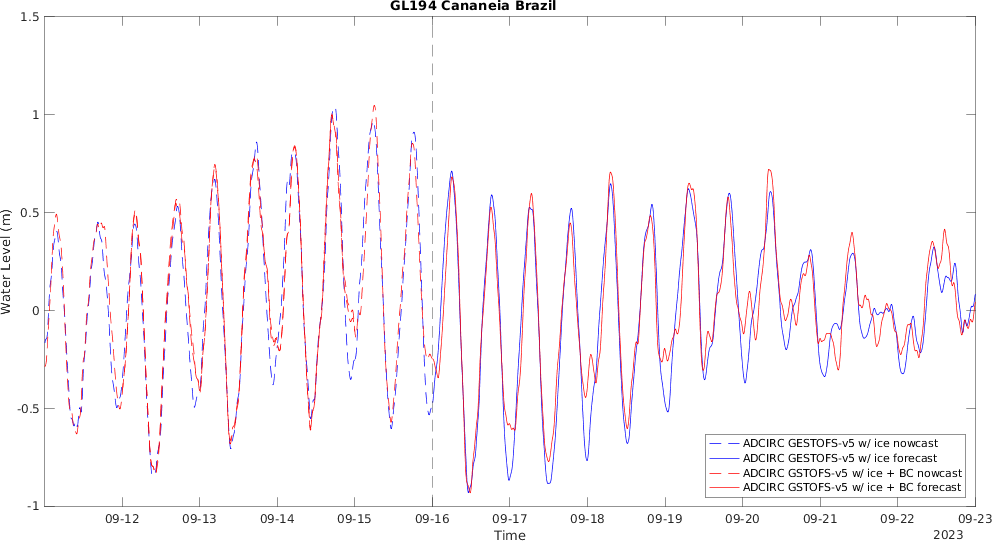 GL194 Cananeia Brazil
1.5
1
0.5
0
-0.5
-1
Water Level (m)
09-12 09-13 09-14 09-15 09-16 09-17 09-18 09-19 09-20 09-21 09-22 09-23
Time
2023
ADCIRC GESTOFS-v5 w/ ice nowcast
ADCIRC GESTOFS-v5 w/ ice forecast
ADCIRC GSTOFS-v5 w/ ice + BC nowcast
ADCIRC GSTOFS-v5 w/ ice + BC forecast